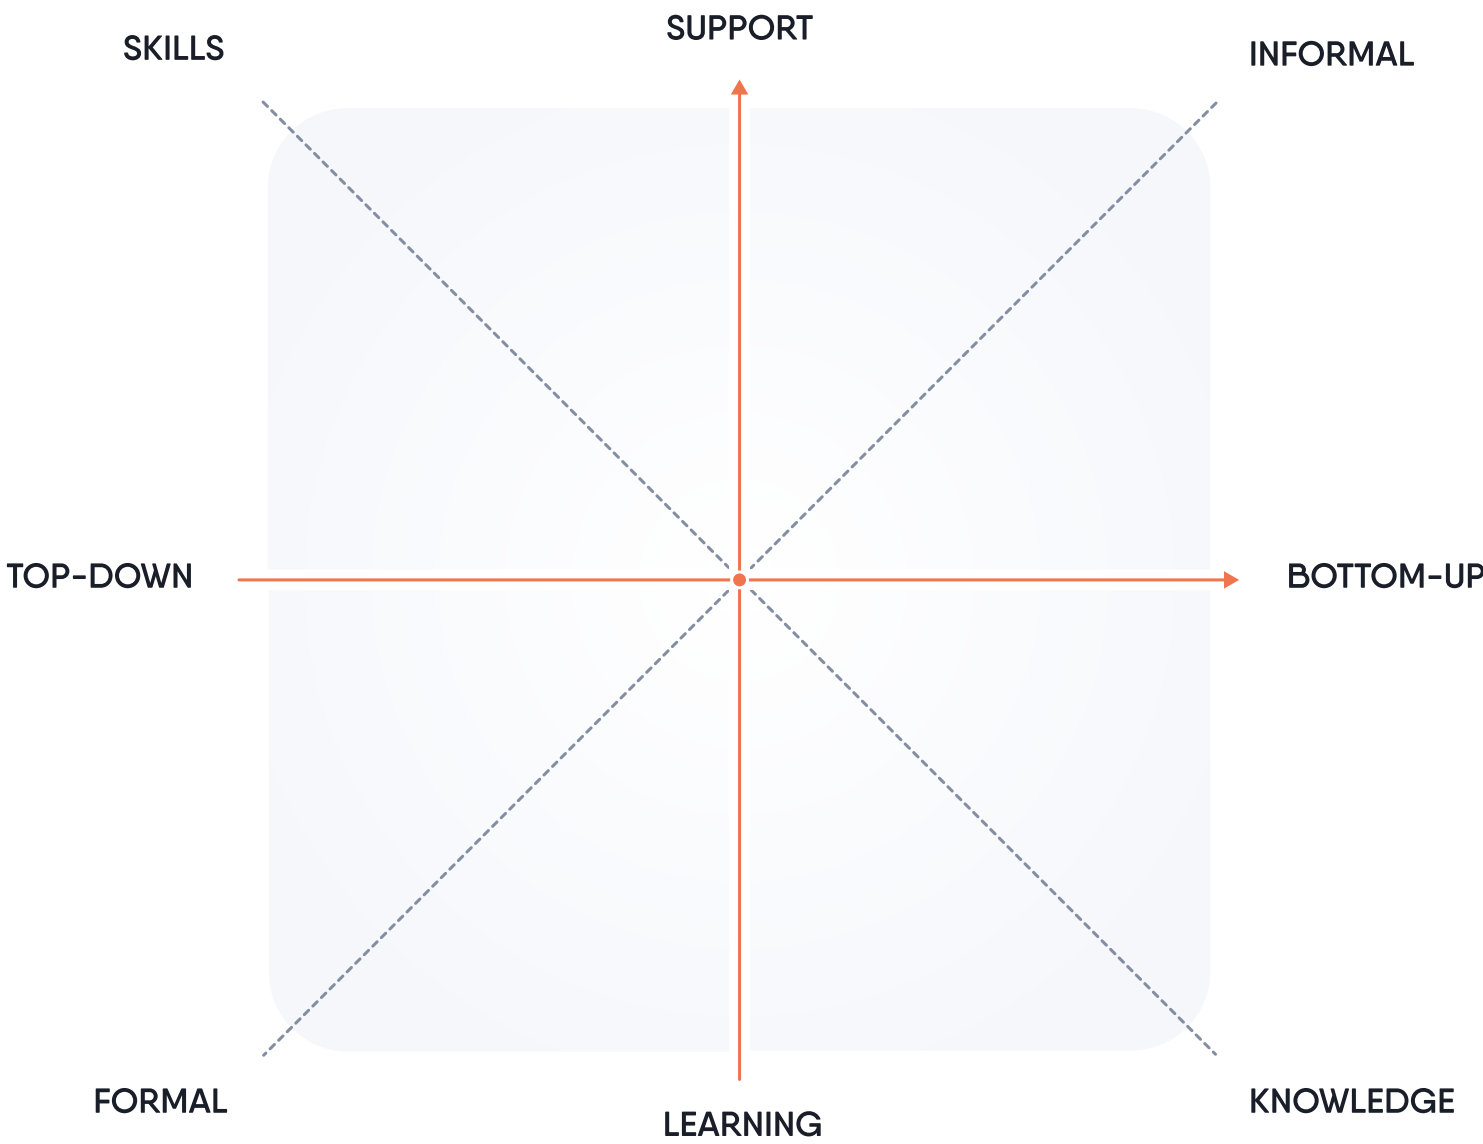 SUPPORT
SKILLS
INFORMAL
TOP-DOWN
BOTTOM-UP
FORMAL
KNOWLEDGE
LEARNING